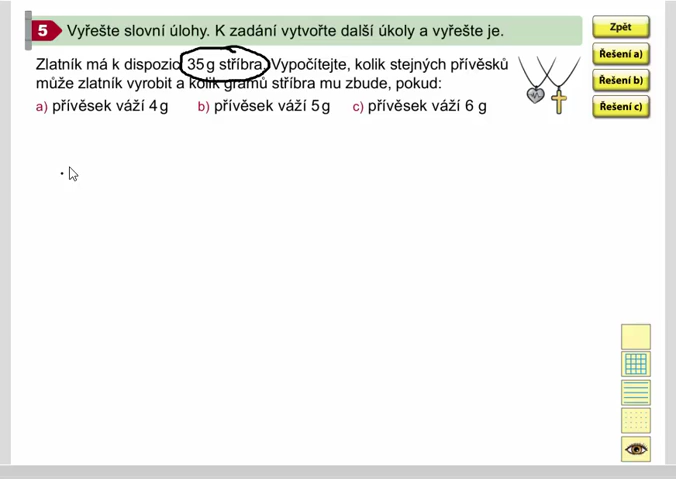 5 Vyřešte slovní úlohy. K zadání vytvořte další úkoly a vyřešte je.
Zlatník má k dispozic 35 g stříbra. Vypočítejte, kolik stejných přívěsků
může zlatník vyrobit a kolik gramů stříbra mu zbude, pokud:
a) přívěsek váží 4 g b) přívěsek váží 5 g c) přívěsek váží 6 g
Zpět
Řešení a)
Řešení b)
Řešení c)